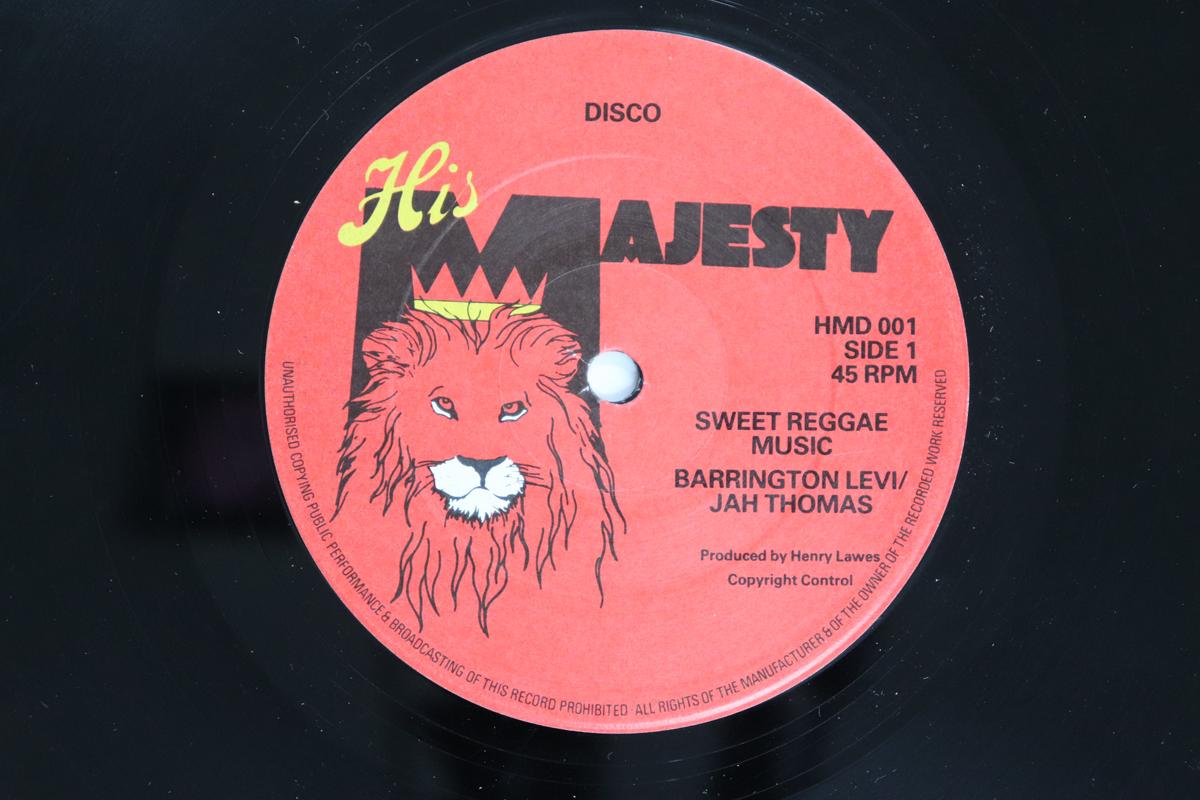 DISCO
His
MAJESTY
HMD 001
SIDE 1
45 RPM
SWEET REGGAE
MUSIC
BARRINGTON LEVI/
JAH THOMAS
Produced by Henry Lawes
Copyright Control
UNAUTHORISED COPYING PUBLIC PERFORMANCE & BROADCASTING OF THIS RECORD PROHIBITED · ALL RIGHTS OF THE MANUFACTURER & OF THE OWNER OF THE RECORDED WORK RESERVED